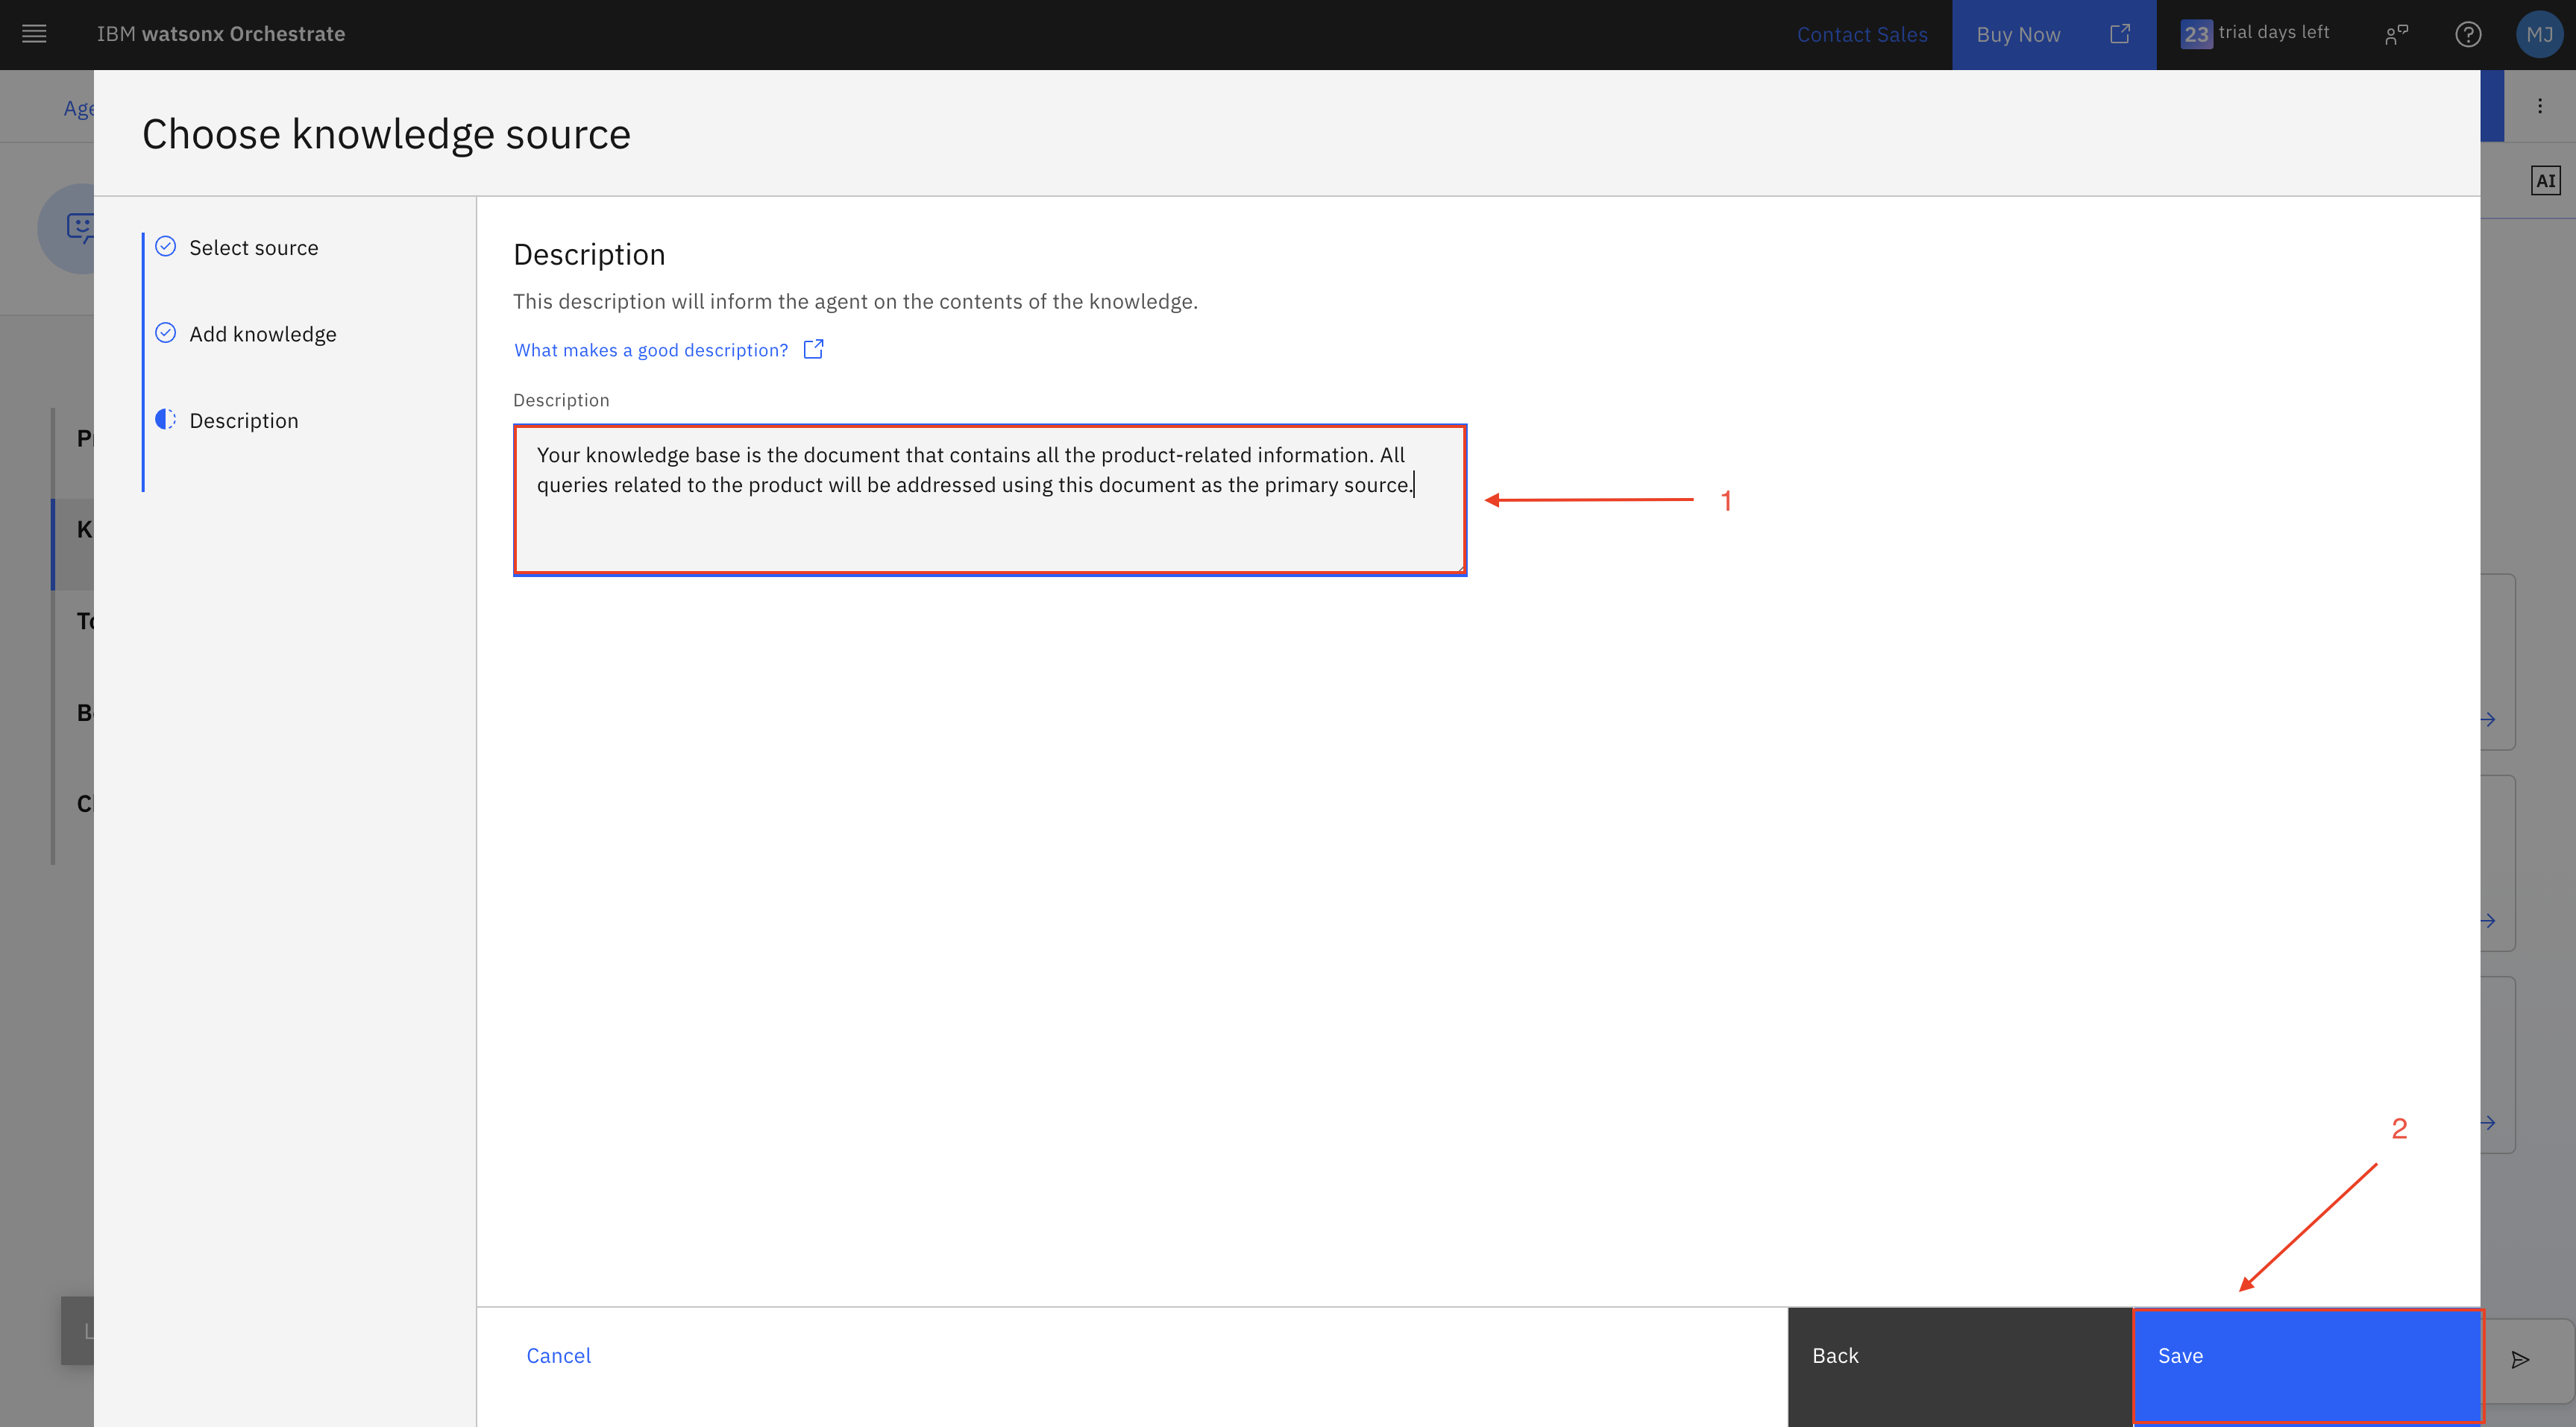 IBM watsonx Orchestrate
Contact Sales
Buy Now
23 trial days left
MJ
Age
AI
Choose knowledge source
Select source
Add knowledge
Description
Description
This description will inform the agent on the contents of the knowledge.
What makes a good description?
Description
Your knowledge base is the document that contains all the product-related information. All
queries related to the product will be addressed using this document as the primary source.
1
K
B
C
2
Cancel
Back
Save